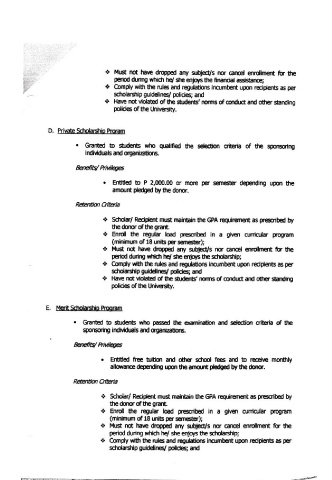 ❖ Must not have dropped any subject/s nor cancel enrollment for the
period during which he/ she enjoys the financial assistance;
❖ Comply with the rules and regulations incumbent upon recipients as per
scholarship guidelines/ policies; and
❖ Have not violated of the students' norms of conduct and other standing
policies of the University.
D. Private Scholarship Proram
• Granted to students who qualified the selection criteria of the sponsoring
individuals and organizations.
Benefits/ Privileges
• Entitled to P 2,000.00 or more per semester depending upon the
amount pledged by the donor.
Retention Criteria
❖ Scholar/ Recipient must maintain the GPA requirement as prescribed by
the donor of the grant.
❖ Enroll the regular load prescribed in a given curricular program
(minimum of 18 units per semester);
❖ Must not have dropped any subject/s nor cancel enrollment for the
period during which he/ she enjoys the scholarship;
❖ Comply with the rules and regulations incumbent upon recipients as per
scholarship guidelines/ policies; and
❖ Have not violated of the students' norms of conduct and other standing
policies of the University.
E. Merit Scholarship Program
• Granted to students who passed the examination and selection criteria of the
sponsoring individuals and organizations.
Benefits/ Privileges
• Entitled free tuition and other school fees and to receive monthly
allowance depending upon the amount pledged by the donor.
Retention Criteria
❖ Scholar/ Recipient must maintain the GPA requirement as prescribed by
the donor of the grant.
❖ Enroll the regular load prescribed in a given curricular program
(minimum of 18 units per semester);
❖ Must not have dropped any subject/s nor cancel enrollment for the
period during which he/ she enjoys the scholarship;
❖ Comply with the rules and regulations incumbent upon recipients as per
scholarship guidelines/ policies; and